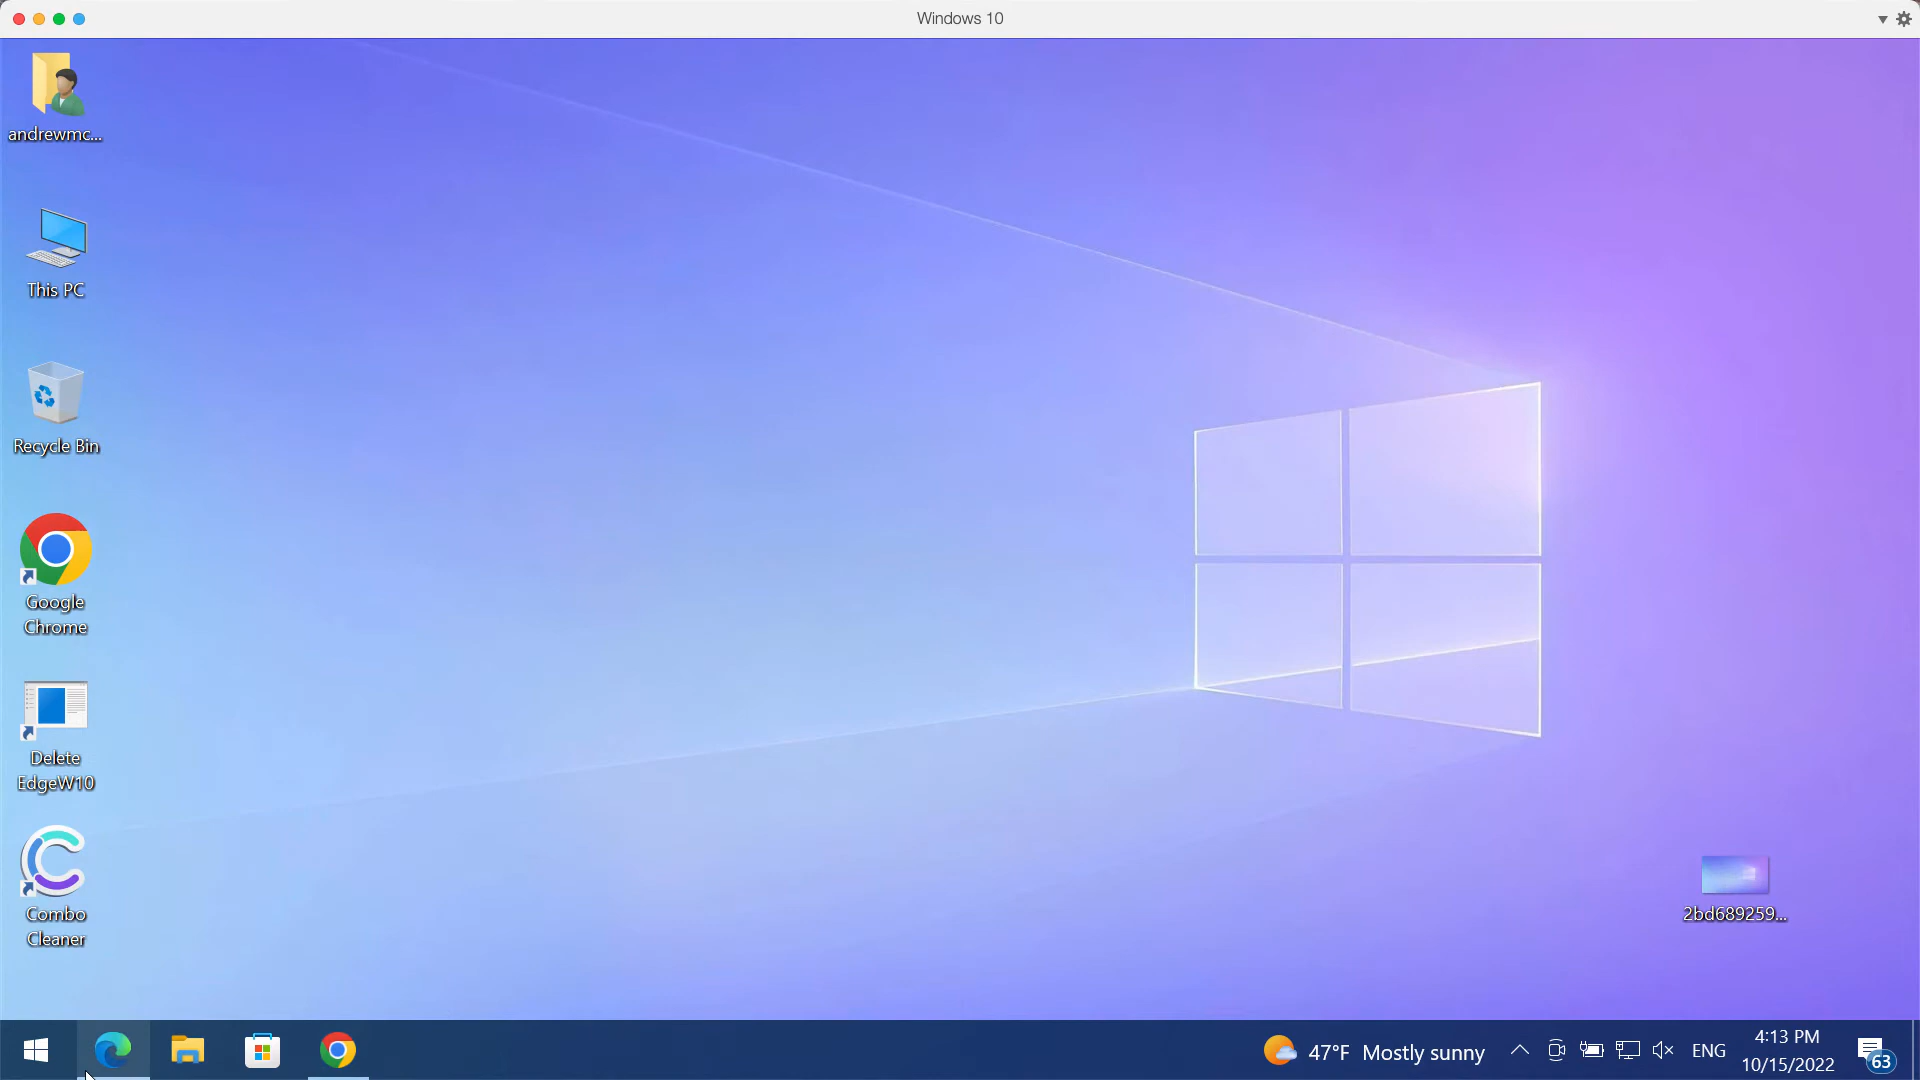 Windows 10
andrewmc...
This PC
Recycle Bin
Google
Chrome
Delete
EdgeW10
Combo
Cleaner
2bd689259...
47°F Mostly sunny
ENG
4:13 PM
10/15/2022
63